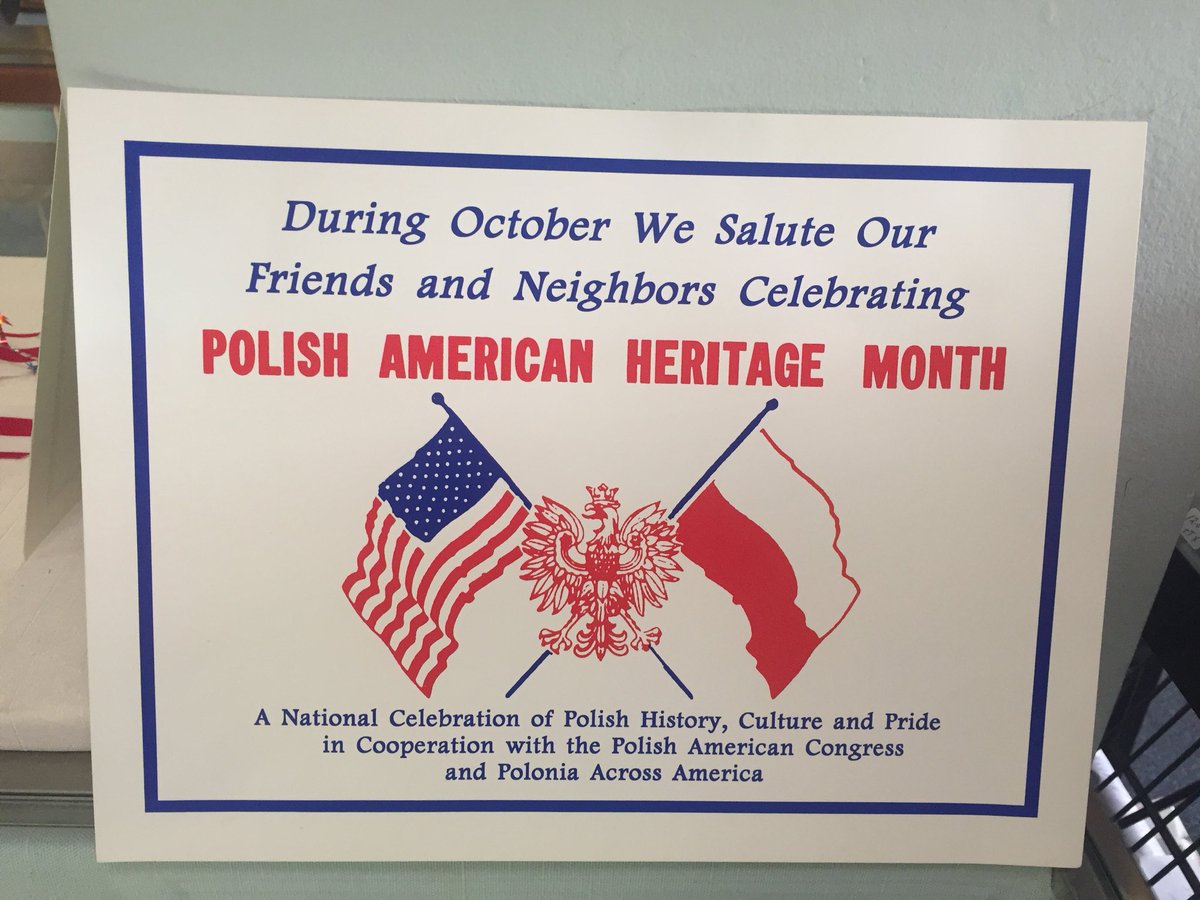 During October We Salute Our
Friends and Neighbors Celebrating
POLISH AMERICAN HERITAGE MONTH
A National Celebration of Polish History, Culture and Pride
in Cooperation with the Polish American Congress
and Polonia Across America